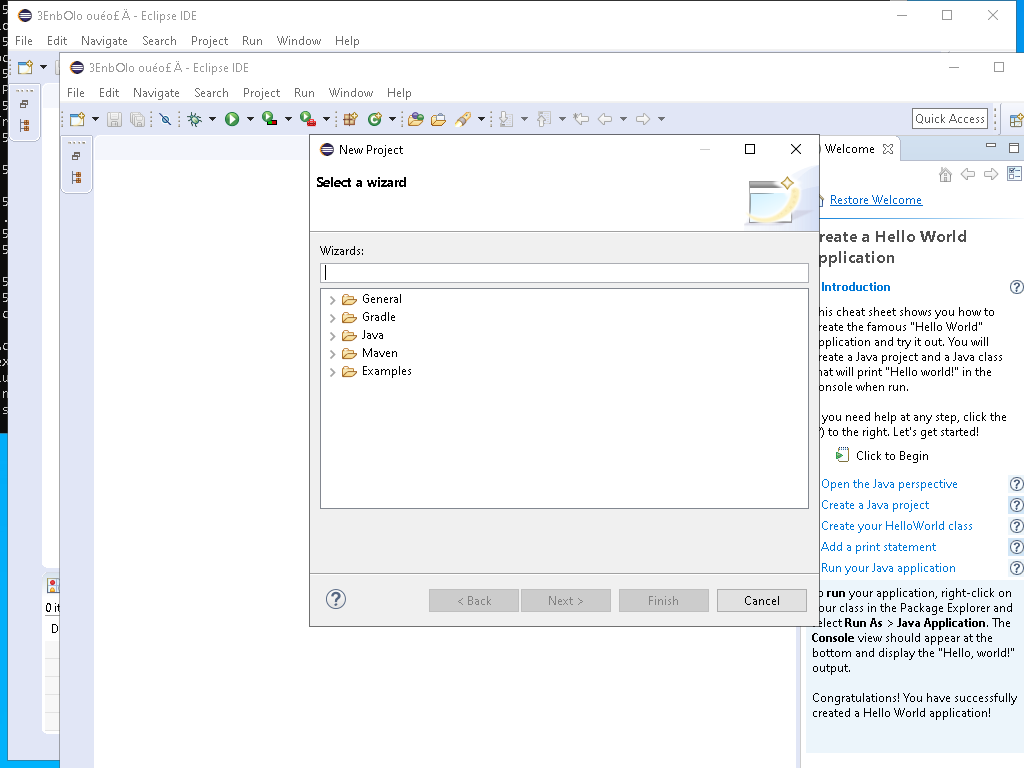 3EnbOlo ouéo£ Ä - Eclipse IDE
File Edit Navigate Search Project Run Window Help
3EnbOlo ouéo£ Ä - Eclipse IDE
File Edit Navigate Search Project Run Window Help
Quick Access
New Project
Select a wizard
Wizards:
General
Gradle
Java
Maven
Examples
< Back Next > Finish Cancel
Welcome
Restore Welcome
reate a Hello World
pplication
Introduction
his cheat sheet shows you how to
reate the famous "Hello World"
pplication and try it out. You will
reate a Java project and a Java class
hat will print "Hello world!" in the
onsole when run.
you need help at any step, click the
?) to the right. Let's get started!
Click to Begin
Open the Java perspective
Create a Java project
Create your HelloWorld class
Add a print statement
Run your Java application
o run your application, right-click on
our class in the Package Explorer and
elect Run As > Java Application. The
Console view should appear at the
bottom and display the "Hello, world!"
output.
Congratulations! You have successfully
created a Hello World application!
0 it
D